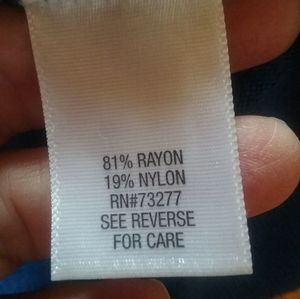 81% RAYON
19% NYLON
RN#73277
SEE REVERSE
FOR CARE